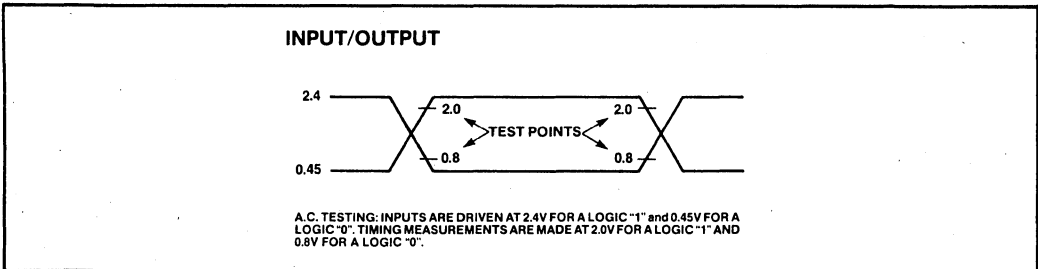 INPUT/OUTPUT
2.4
2.0
2.0
TEST POINTS
0.8
0.8
0.45
A.C. TESTING: INPUTS ARE DRIVEN AT 2.4V FOR A LOGIC "1" and 0.45V FOR A
LOGIC "0". TIMING MEASUREMENTS ARE MADE AT 2.0V FOR A LOGIC "1" AND
0.8V FOR A LOGIC "0".